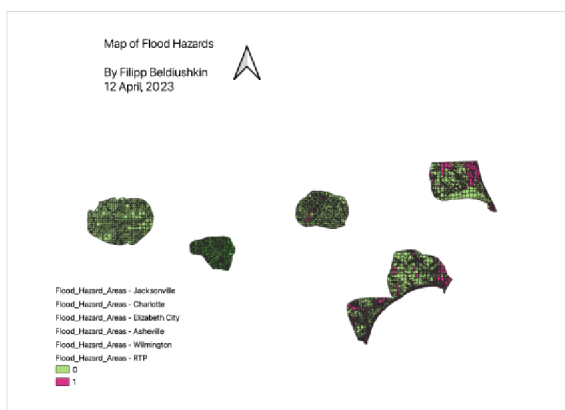 Map of Flood Hazards
By Filipp Beldiushkin
12 April, 2023
Flood_Hazard_Areas - Jacksonville
Flood_Hazard_Areas - Charlotte
Flood_Hazard_Areas - Elizabeth City
Flood_Hazard_Areas - Asheville
Flood_Hazard_Areas - Wilmington
Flood_Hazard_Areas - RTP
0
1